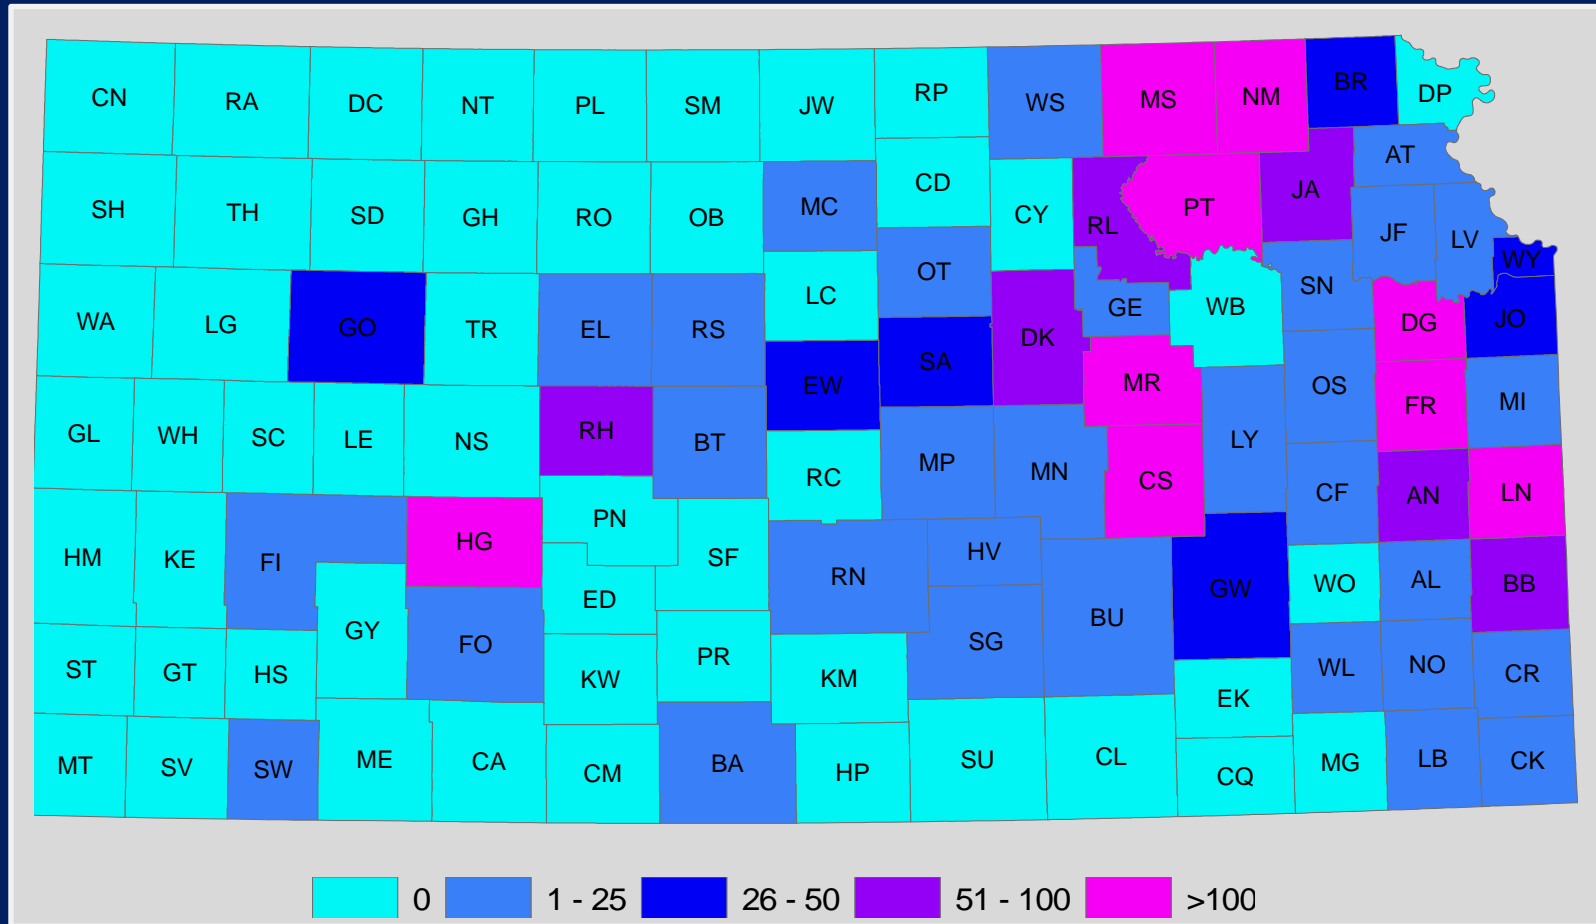 CN RA DC NT PL SM JW RP WS MS NM BR DP
SH TH SD GH RO OB MC CD CY RL PT JA AT
JF LV WY
WA LG GO TR EL RS LC OT GE WB SN
EW SA DK MR DG JO
GL WH SC LE NS RH BT RC MP MN CS LY OS FR MI
CF AN LN
HM KE FI HG PN SF RN HV BU GW WO AL BB
GY FO ED SG
ST GT HS KW PR KM EK WL NO CR
MT SV SW ME CA CM BA HP SU CL CQ MG LB CK
0 1 - 25 26 - 50 51 - 100 >100